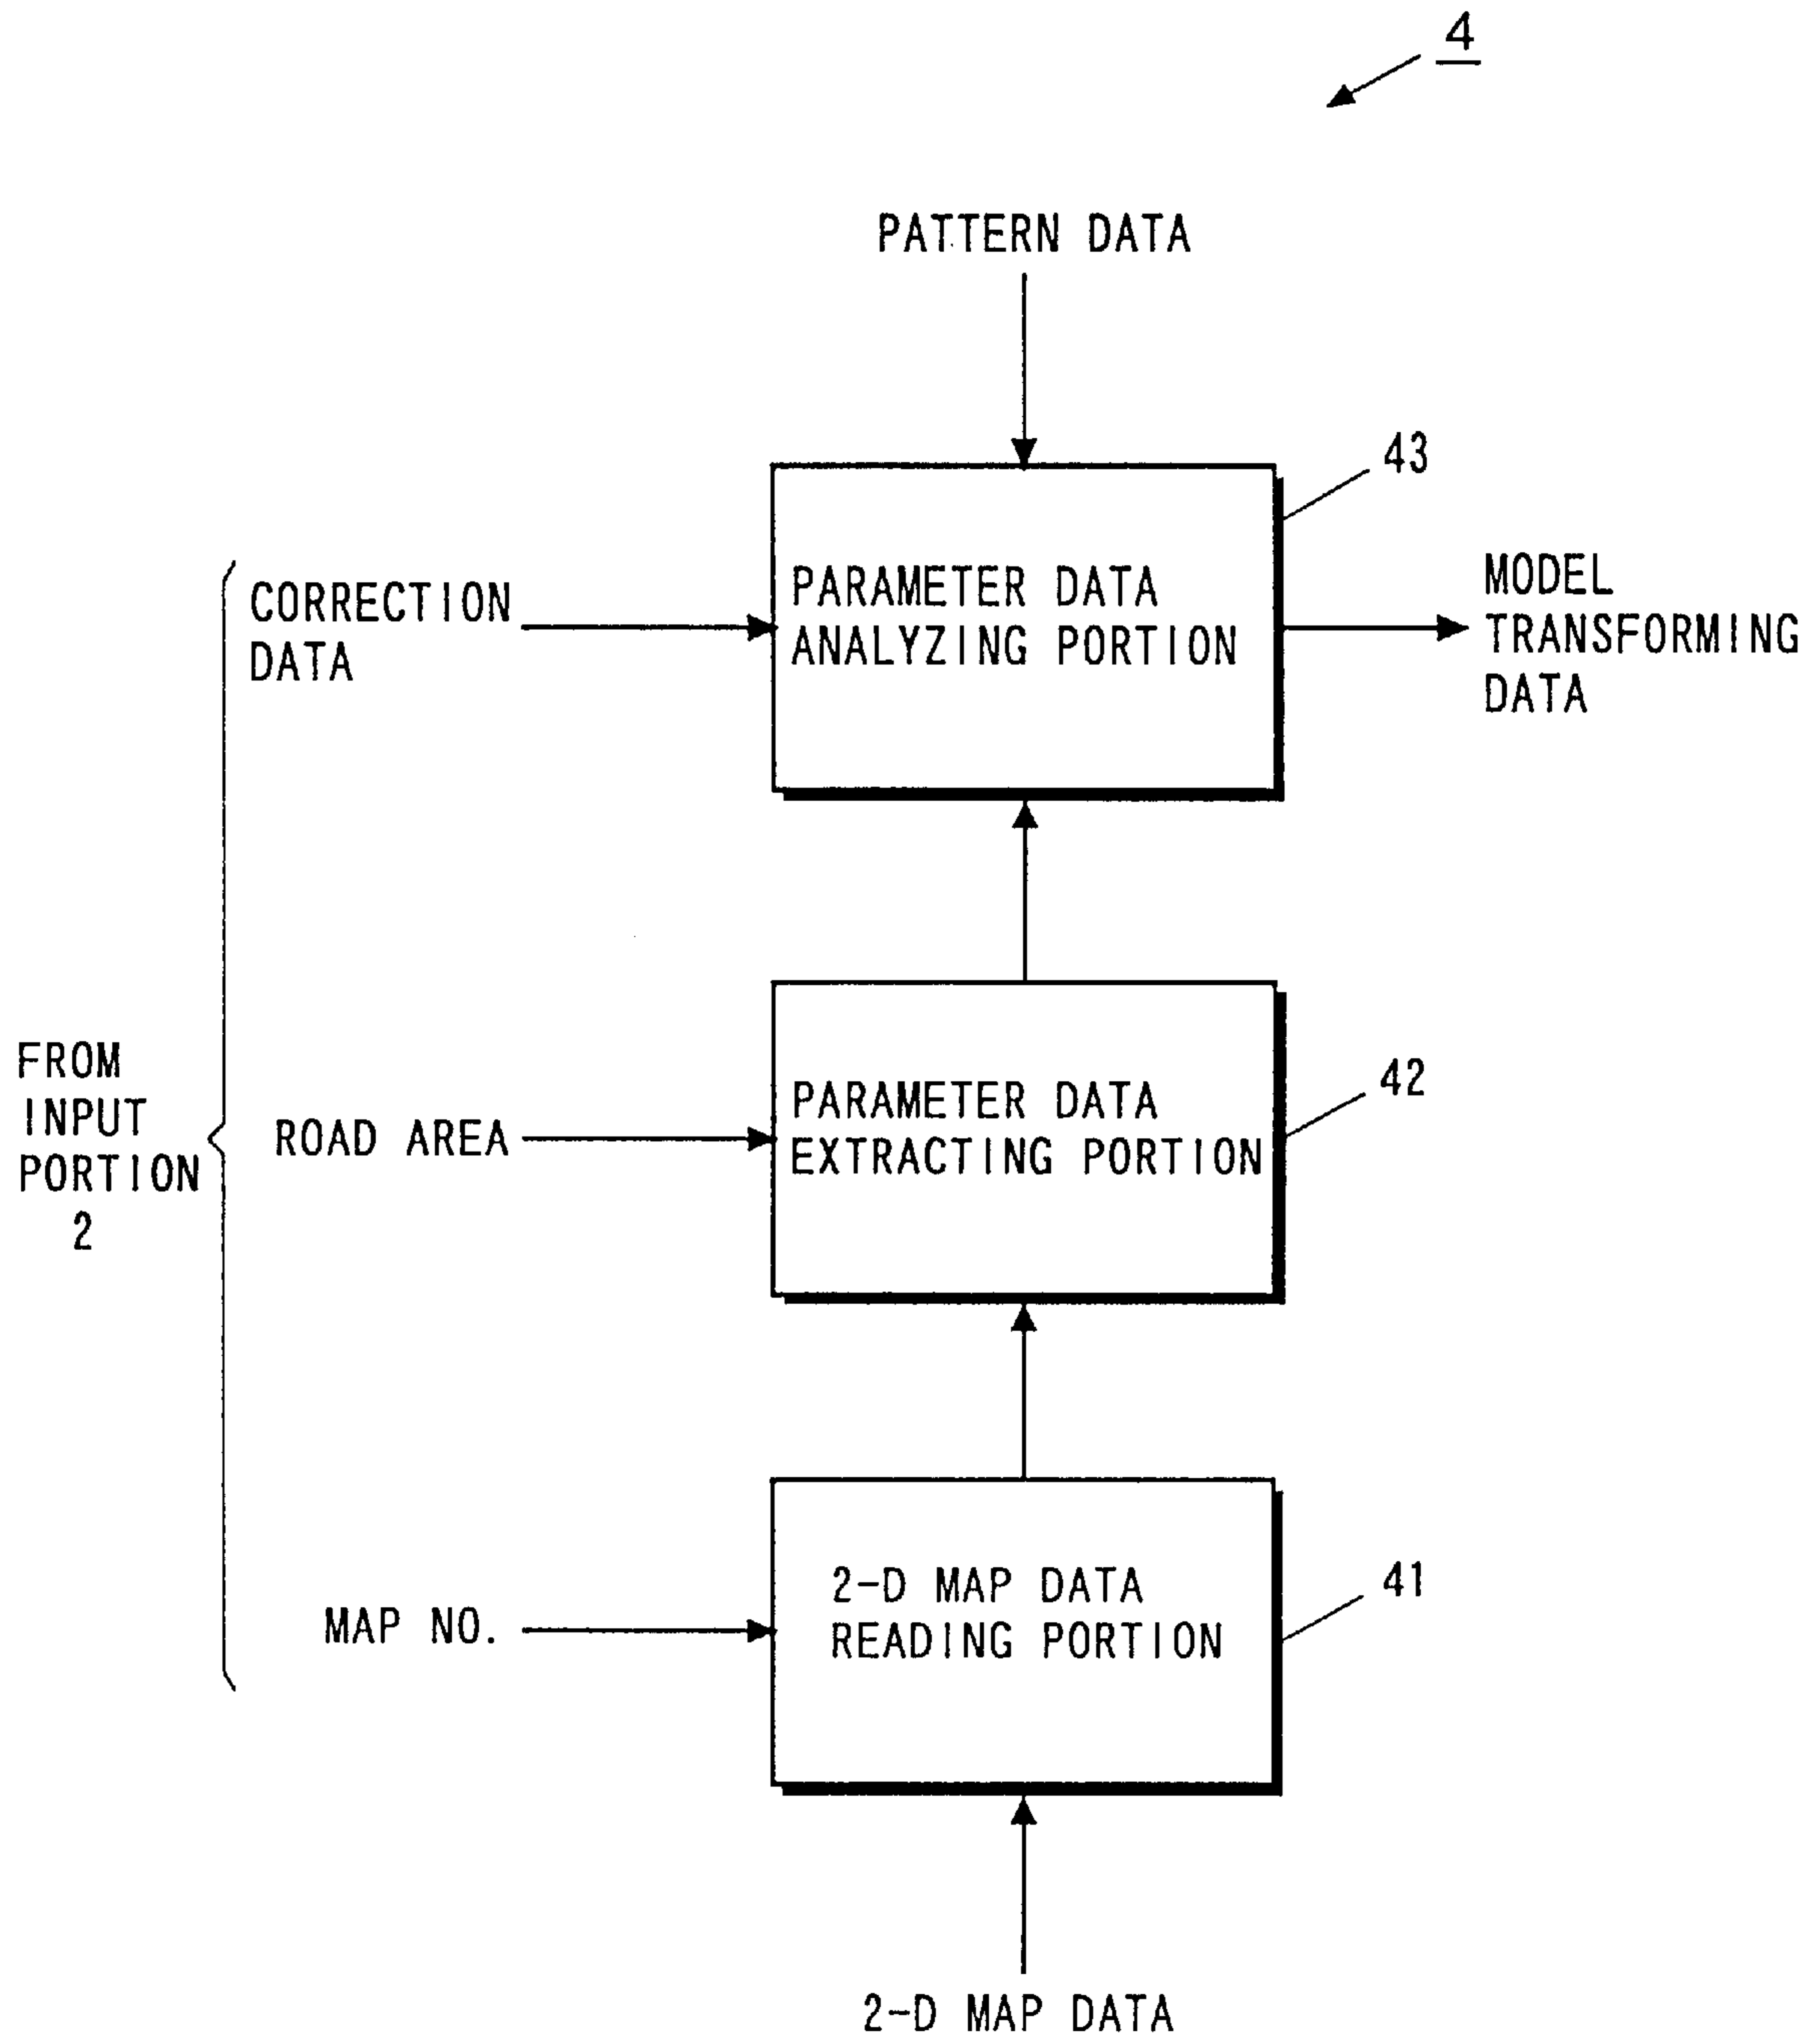 4
PATTERN DATA
43
CORRECTION
DATA
PARAMETER DATA
ANALYZING PORTION
MODEL
TRANSFORMING
DATA
FROM
INPUT
PORTION
2
ROAD AREA
PARAMETER DATA
EXTRACTING PORTION
42
MAP NO.
2-D MAP DATA
READING PORTION
41
2-D MAP DATA